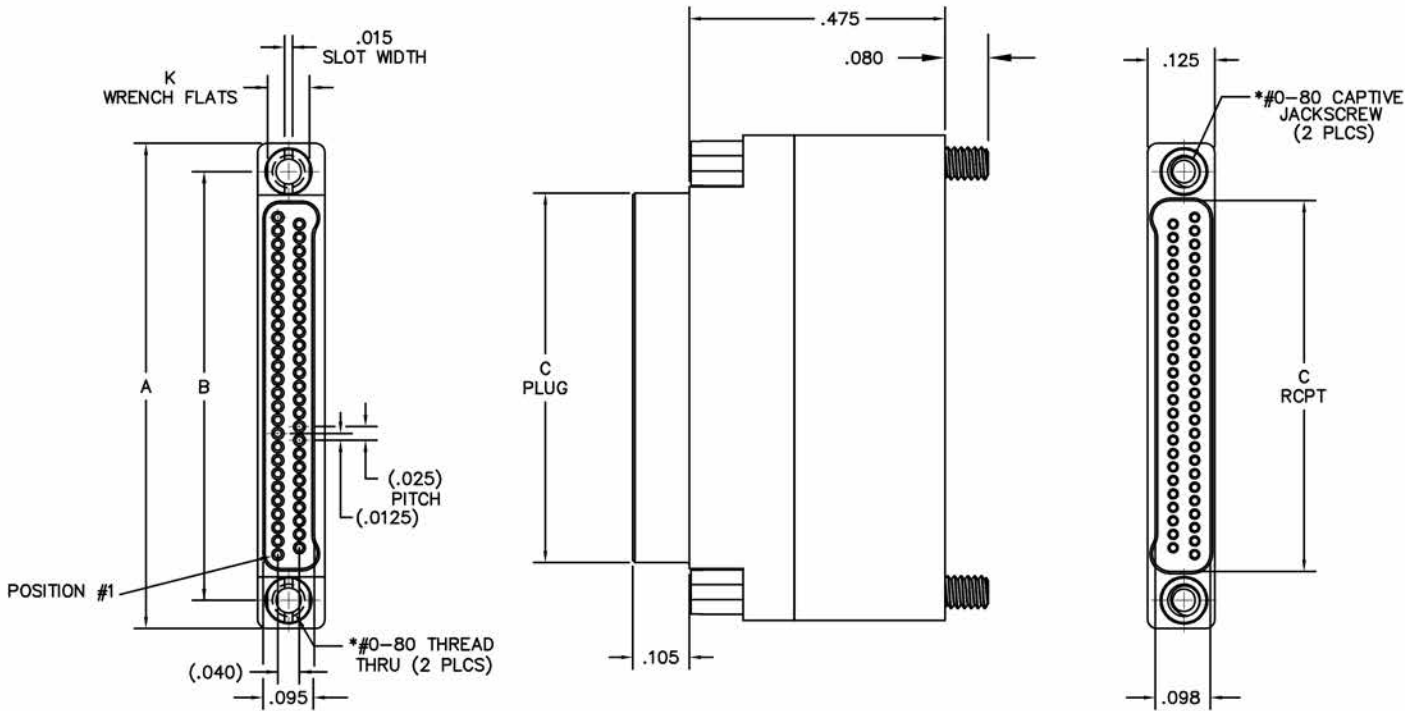 .015
SLOT WIDTH
K
WRENCH FLATS
A
B
(.025)
PITCH
(.0125)
POSITION #1
*#0-80 THREAD
THRU (2 PLCS)
(.040)
.095
.475
.080
C
PLUG
.105
.125
*#0-80 CAPTIVE
JACKSCREW
(2 PLCS)
C
RCPT
.098